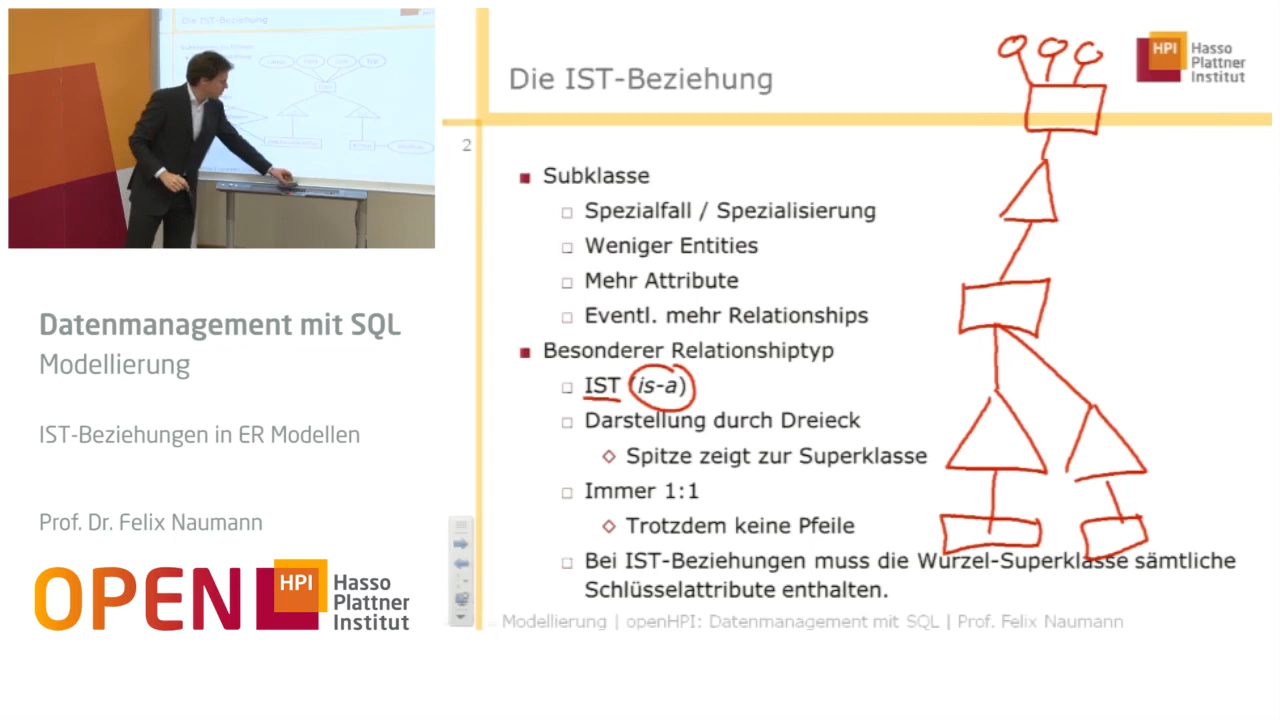 Die IST-Beziehung
Datenmanagement mit SQL
Modellierung
IST-Beziehungen in ER Modellen
Prof. Dr. Felix Naumann
OPEN HPI Hasso
Plattner
Institut
Die IST-Beziehung
HPI Hasso
Plattner
Institut
2
Subklasse
Spezialfall / Spezialisierung
Weniger Entities
Mehr Attribute
Eventl. mehr Relationships
Besonderer Relationshiptyp
IST (is-a)
Darstellung durch Dreieck
Spitze zeigt zur Superklasse
Immer 1:1
Trotzdem keine Pfeile
Bei IST-Beziehungen muss die Wurzel-Superklasse sämtliche
Schlüsselattribute enthalten.
Modellierung | openHPI: Datenmanagement mit SQL | Prof. Felix Naumann